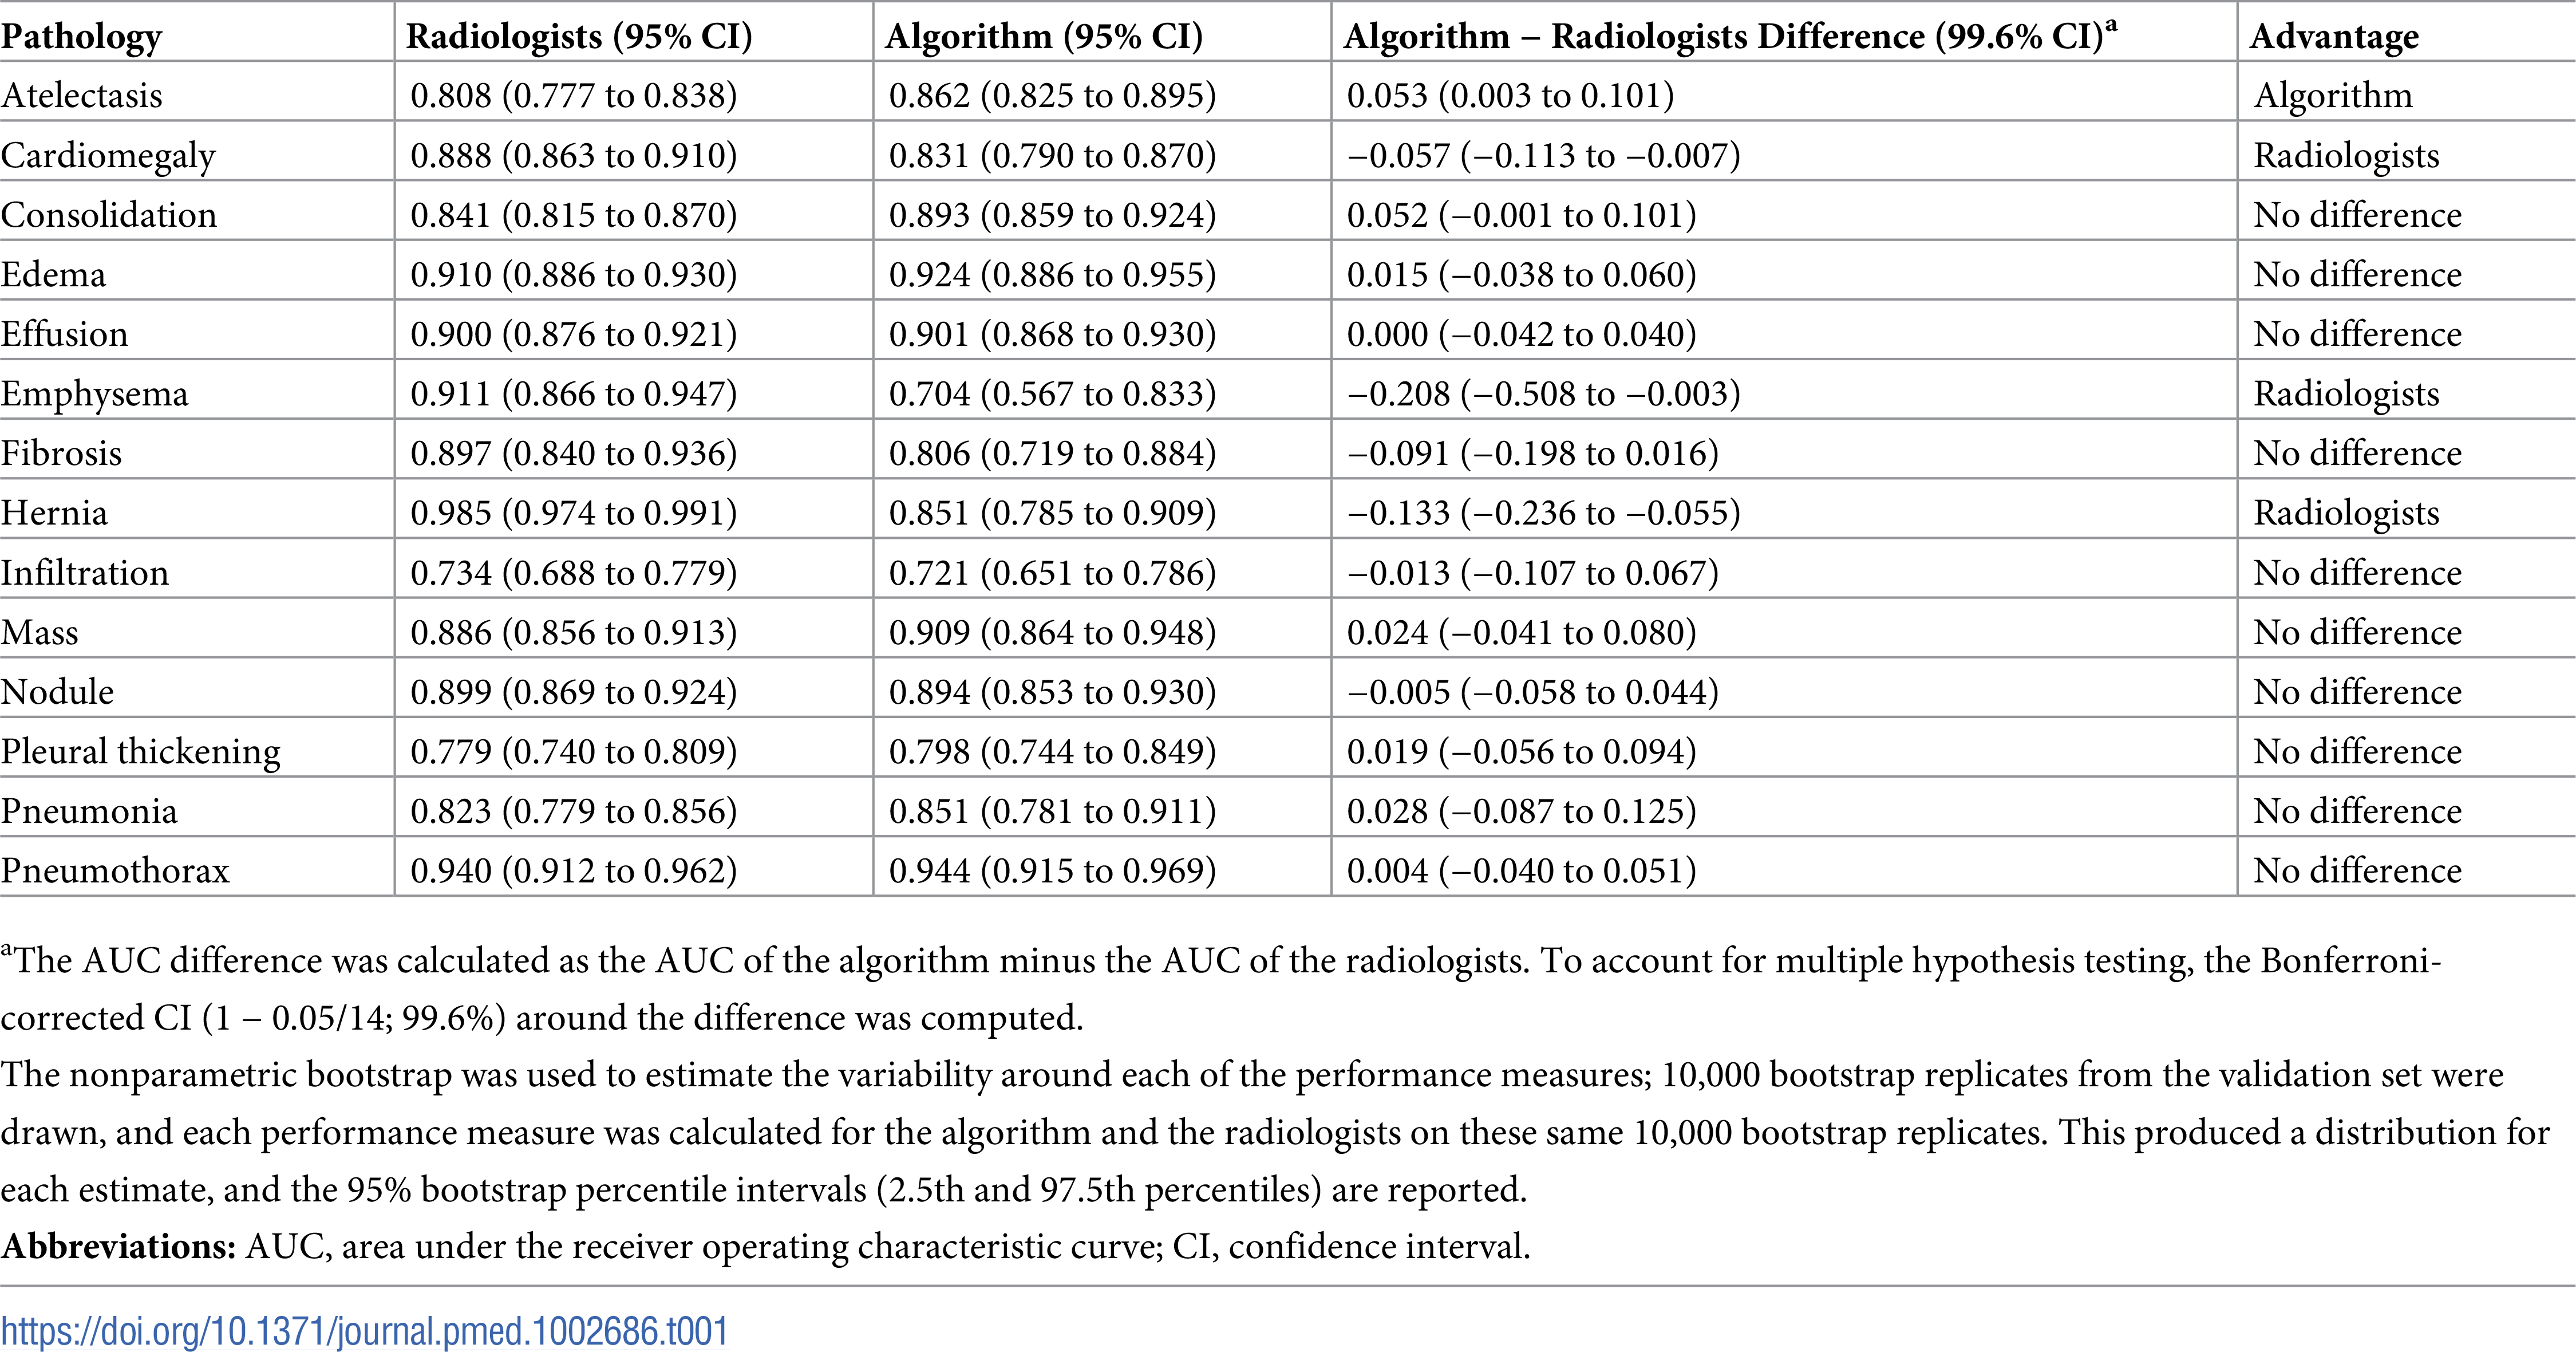 Pathology Radiologists (95% CI) Algorithm (95% CI) Algorithm − Radiologists Difference (99.6% CI)ᵃ Advantage
Atelectasis 0.808 (0.777 to 0.838) 0.862 (0.825 to 0.895) 0.053 (0.003 to 0.101) Algorithm
Cardiomegaly 0.888 (0.863 to 0.910) 0.831 (0.790 to 0.870) −0.057 (−0.113 to −0.007) Radiologists
Consolidation 0.841 (0.815 to 0.870) 0.893 (0.859 to 0.924) 0.052 (−0.001 to 0.101) No difference
Edema 0.910 (0.886 to 0.930) 0.924 (0.886 to 0.955) 0.015 (−0.038 to 0.060) No difference
Effusion 0.900 (0.876 to 0.921) 0.901 (0.868 to 0.930) 0.000 (−0.042 to 0.040) No difference
Emphysema 0.911 (0.866 to 0.947) 0.704 (0.567 to 0.833) −0.208 (−0.508 to −0.003) Radiologists
Fibrosis 0.897 (0.840 to 0.936) 0.806 (0.719 to 0.884) −0.091 (−0.198 to 0.016) No difference
Hernia 0.985 (0.974 to 0.991) 0.851 (0.785 to 0.909) −0.133 (−0.236 to −0.055) Radiologists
Infiltration 0.734 (0.688 to 0.779) 0.721 (0.651 to 0.786) −0.013 (−0.107 to 0.067) No difference
Mass 0.886 (0.856 to 0.913) 0.909 (0.864 to 0.948) 0.024 (−0.041 to 0.080) No difference
Nodule 0.899 (0.869 to 0.924) 0.894 (0.853 to 0.930) −0.005 (−0.058 to 0.044) No difference
Pleural thickening 0.779 (0.740 to 0.809) 0.798 (0.744 to 0.849) 0.019 (−0.056 to 0.094) No difference
Pneumonia 0.823 (0.779 to 0.856) 0.851 (0.781 to 0.911) 0.028 (−0.087 to 0.125) No difference
Pneumothorax 0.940 (0.912 to 0.962) 0.944 (0.915 to 0.969) 0.004 (−0.040 to 0.051) No difference
ᵃThe AUC difference was calculated as the AUC of the algorithm minus the AUC of the radiologists. To account for multiple hypothesis testing, the Bonferroni-
corrected CI (1 − 0.05/14; 99.6%) around the difference was computed.
The nonparametric bootstrap was used to estimate the variability around each of the performance measures; 10,000 bootstrap replicates from the validation set were
drawn, and each performance measure was calculated for the algorithm and the radiologists on these same 10,000 bootstrap replicates. This produced a distribution for
each estimate, and the 95% bootstrap percentile intervals (2.5th and 97.5th percentiles) are reported.
Abbreviations: AUC, area under the receiver operating characteristic curve; CI, confidence interval.
https://doi.org/10.1371/journal.pmed.1002686.t001